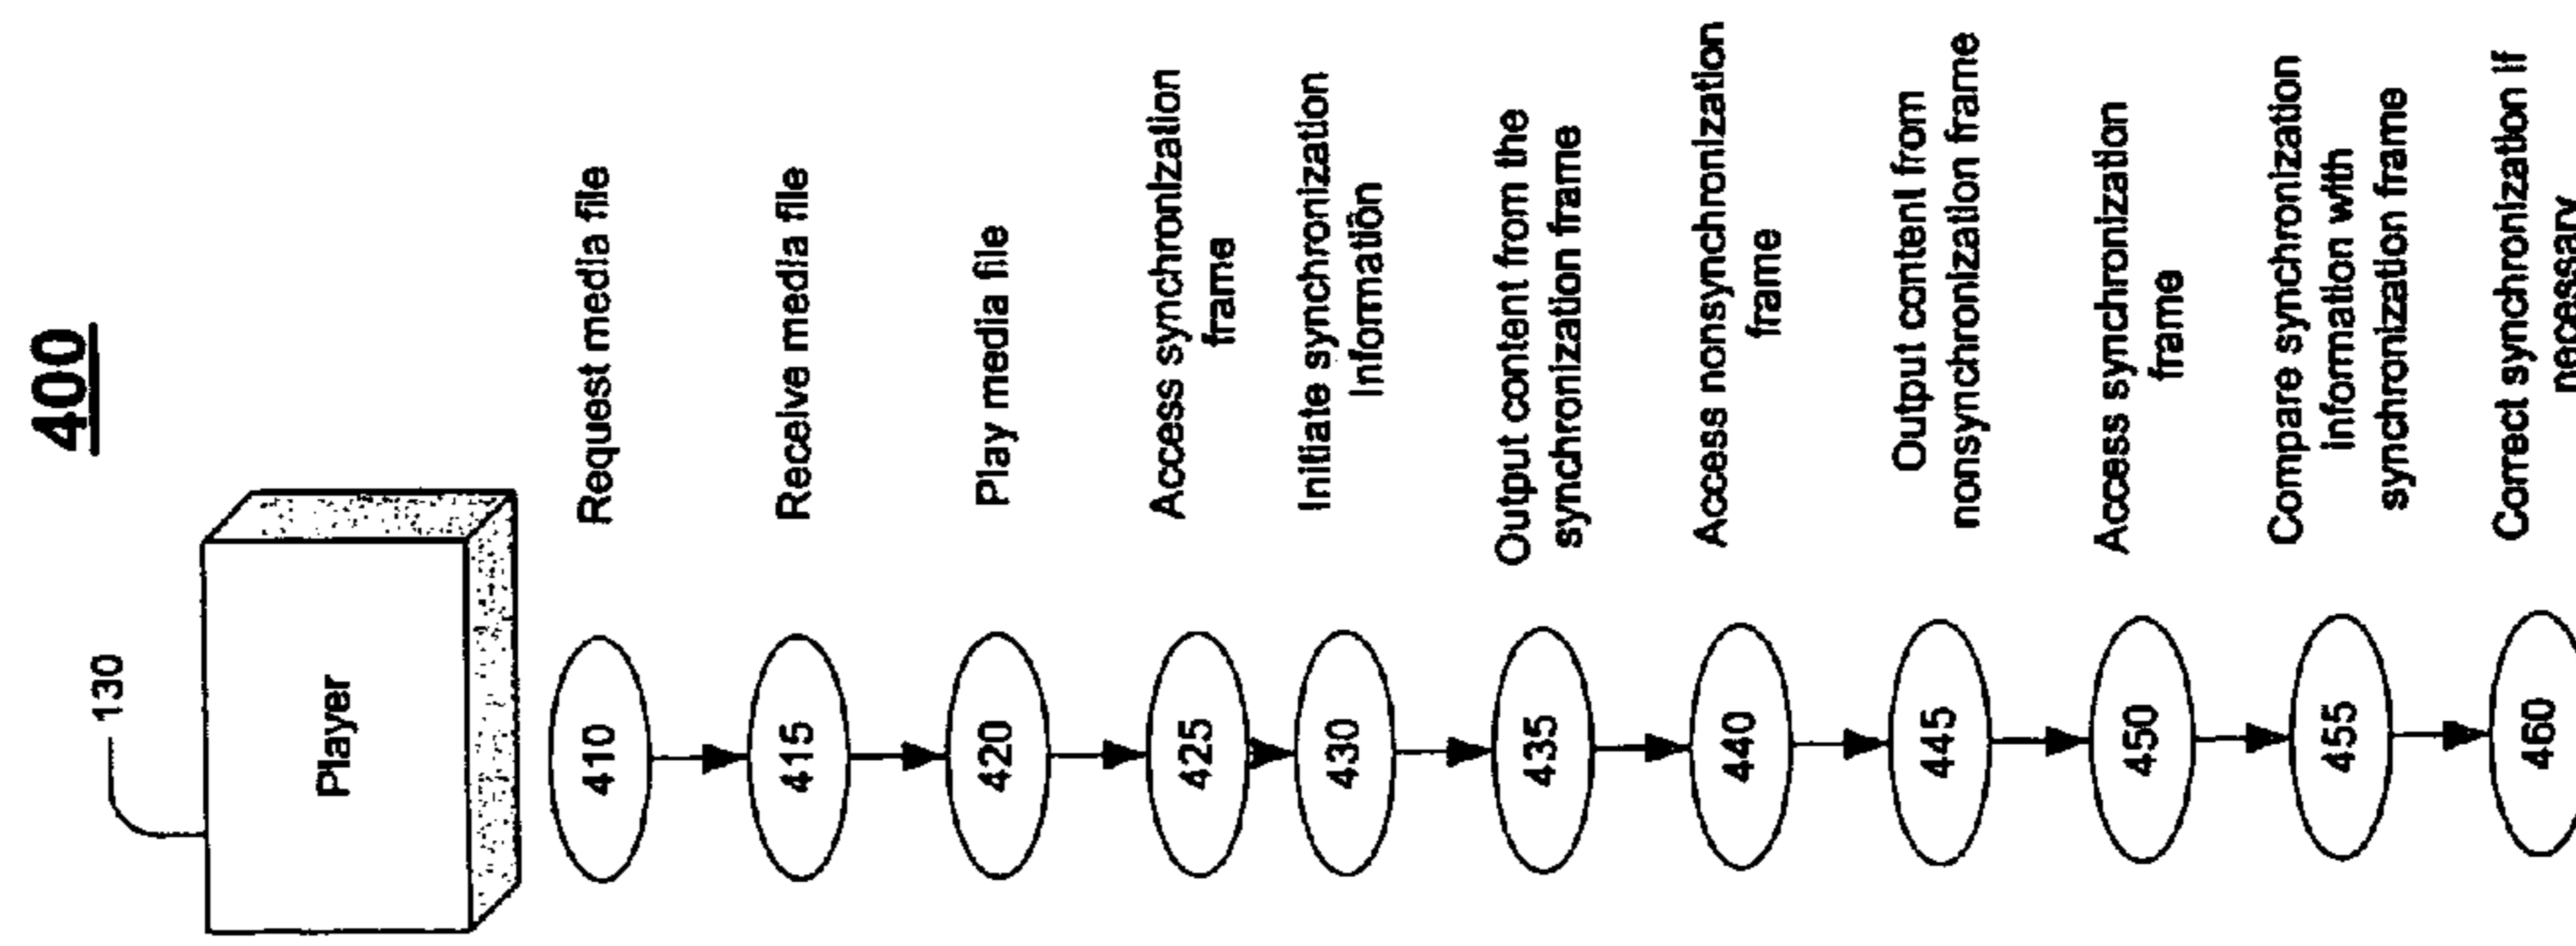 400
130
Player
410
Request media file
415
Receive media file
420
Play media file
425
Access synchronization
frame
430
Initiate synchronization
Information
435
Output content from the
synchronization frame
440
Access nonsynchronization
frame
445
Output content from
nonsynchronization frame
450
Access synchronization
frame
455
Compare synchronization
information with
synchronization frame
460
Correct synchronization if
necessary